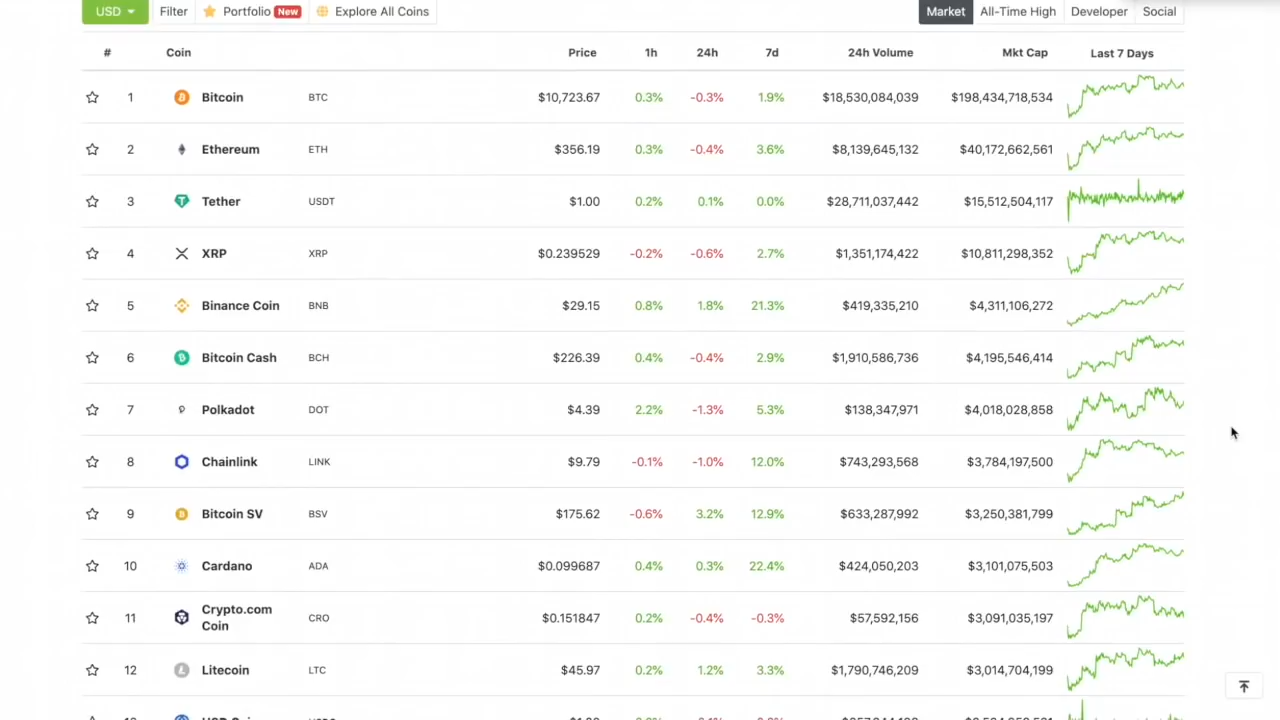 USD Filter Portfolio New Explore All Coins Market All-Time High Developer Social
# Coin Price 1h 24h 7d 24h Volume Mkt Cap Last 7 Days
1 Bitcoin BTC $10,723.67 0.3% -0.3% 1.9% $18,530,084,039 $198,434,718,534
2 Ethereum ETH $356.19 0.3% -0.4% 3.6% $8,139,645,132 $40,172,662,561
3 Tether USDT $1.00 0.2% 0.1% 0.0% $28,711,037,442 $15,512,504,117
4 XRP XRP $0.239529 -0.2% -0.6% 2.7% $1,351,174,422 $10,811,298,352
5 Binance Coin BNB $29.15 0.8% 1.8% 21.3% $419,335,210 $4,311,106,272
6 Bitcoin Cash BCH $226.39 0.4% -0.4% 2.9% $1,910,586,736 $4,195,546,414
7 Polkadot DOT $4.39 2.2% -1.3% 5.3% $138,347,971 $4,018,028,858
8 Chainlink LINK $9.79 -0.1% -1.0% 12.0% $743,293,568 $3,784,197,500
9 Bitcoin SV BSV $175.62 -0.6% 3.2% 12.9% $633,287,992 $3,250,381,799
10 Cardano ADA $0.099687 0.4% 0.3% 22.4% $424,050,203 $3,101,075,503
11 Crypto.com Coin CRO $0.151847 0.2% -0.4% -0.3% $57,592,156 $3,091,035,197
12 Litecoin LTC $45.97 0.2% 1.2% 3.3% $1,790,746,209 $3,014,704,199